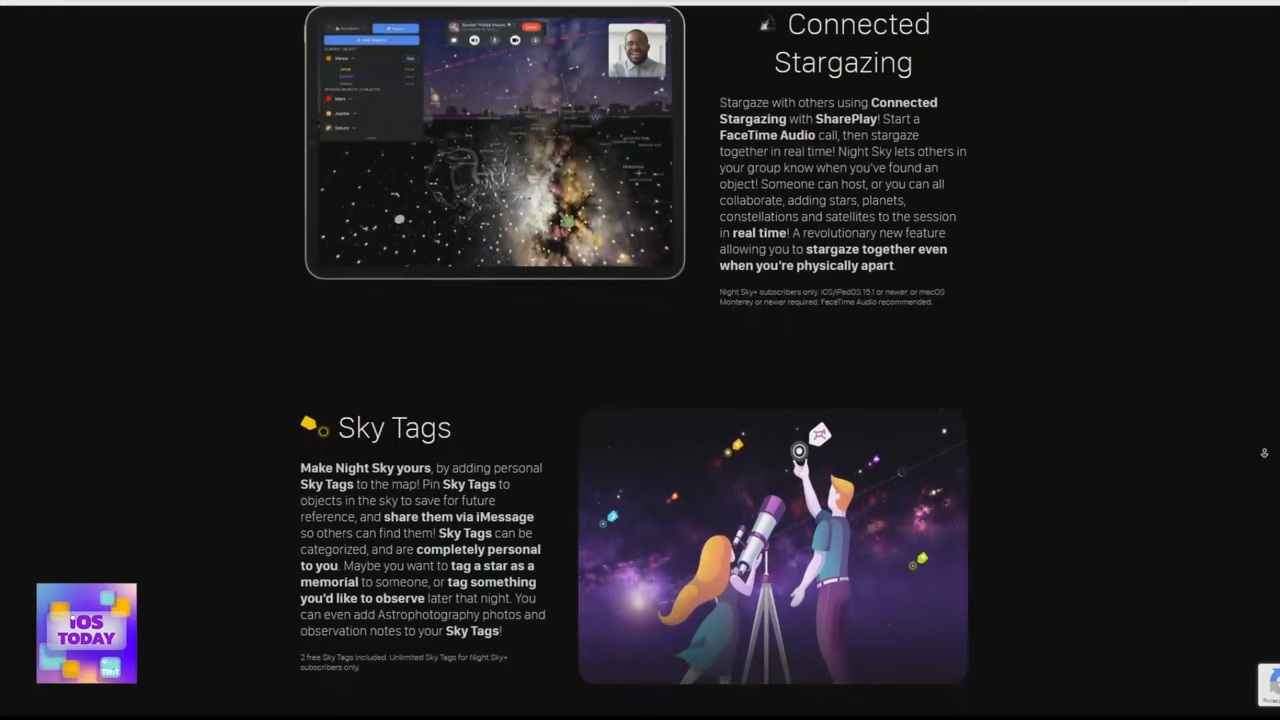 Connected
Stargazing
Stargaze with others using Connected
Stargazing with SharePlay! Start a
FaceTime Audio call, then stargaze
together in real time! Night Sky lets others in
your group know when you've found an
object! Someone can host, or you can all
collaborate, adding stars, planets,
constellations and satellites to the session
in real time! A revolutionary new feature
allowing you to stargaze together even
when you're physically apart.
Night Sky+ subscribers only. iOS/iPadOS 15.1 or newer, or macOS
Monterey or newer required. FaceTime Audio recommended.
Venus
Mars
Jupiter
Saturn
Sky Tags
Make Night Sky yours, by adding personal
Sky Tags to the map! Pin Sky Tags to
objects in the sky to save for future
reference, and share them via iMessage
so others can find them! Sky Tags can be
categorized, and are completely personal
to you. Maybe you want to tag a star as a
memorial to someone, or tag something
you'd like to observe later that night. You
can even add Astrophotography photos and
observation notes to your Sky Tags!
2 free Sky Tags included. Unlimited Sky Tags for Night Sky+
subscribers only.
iOS
TODAY
TWiT
Privacy